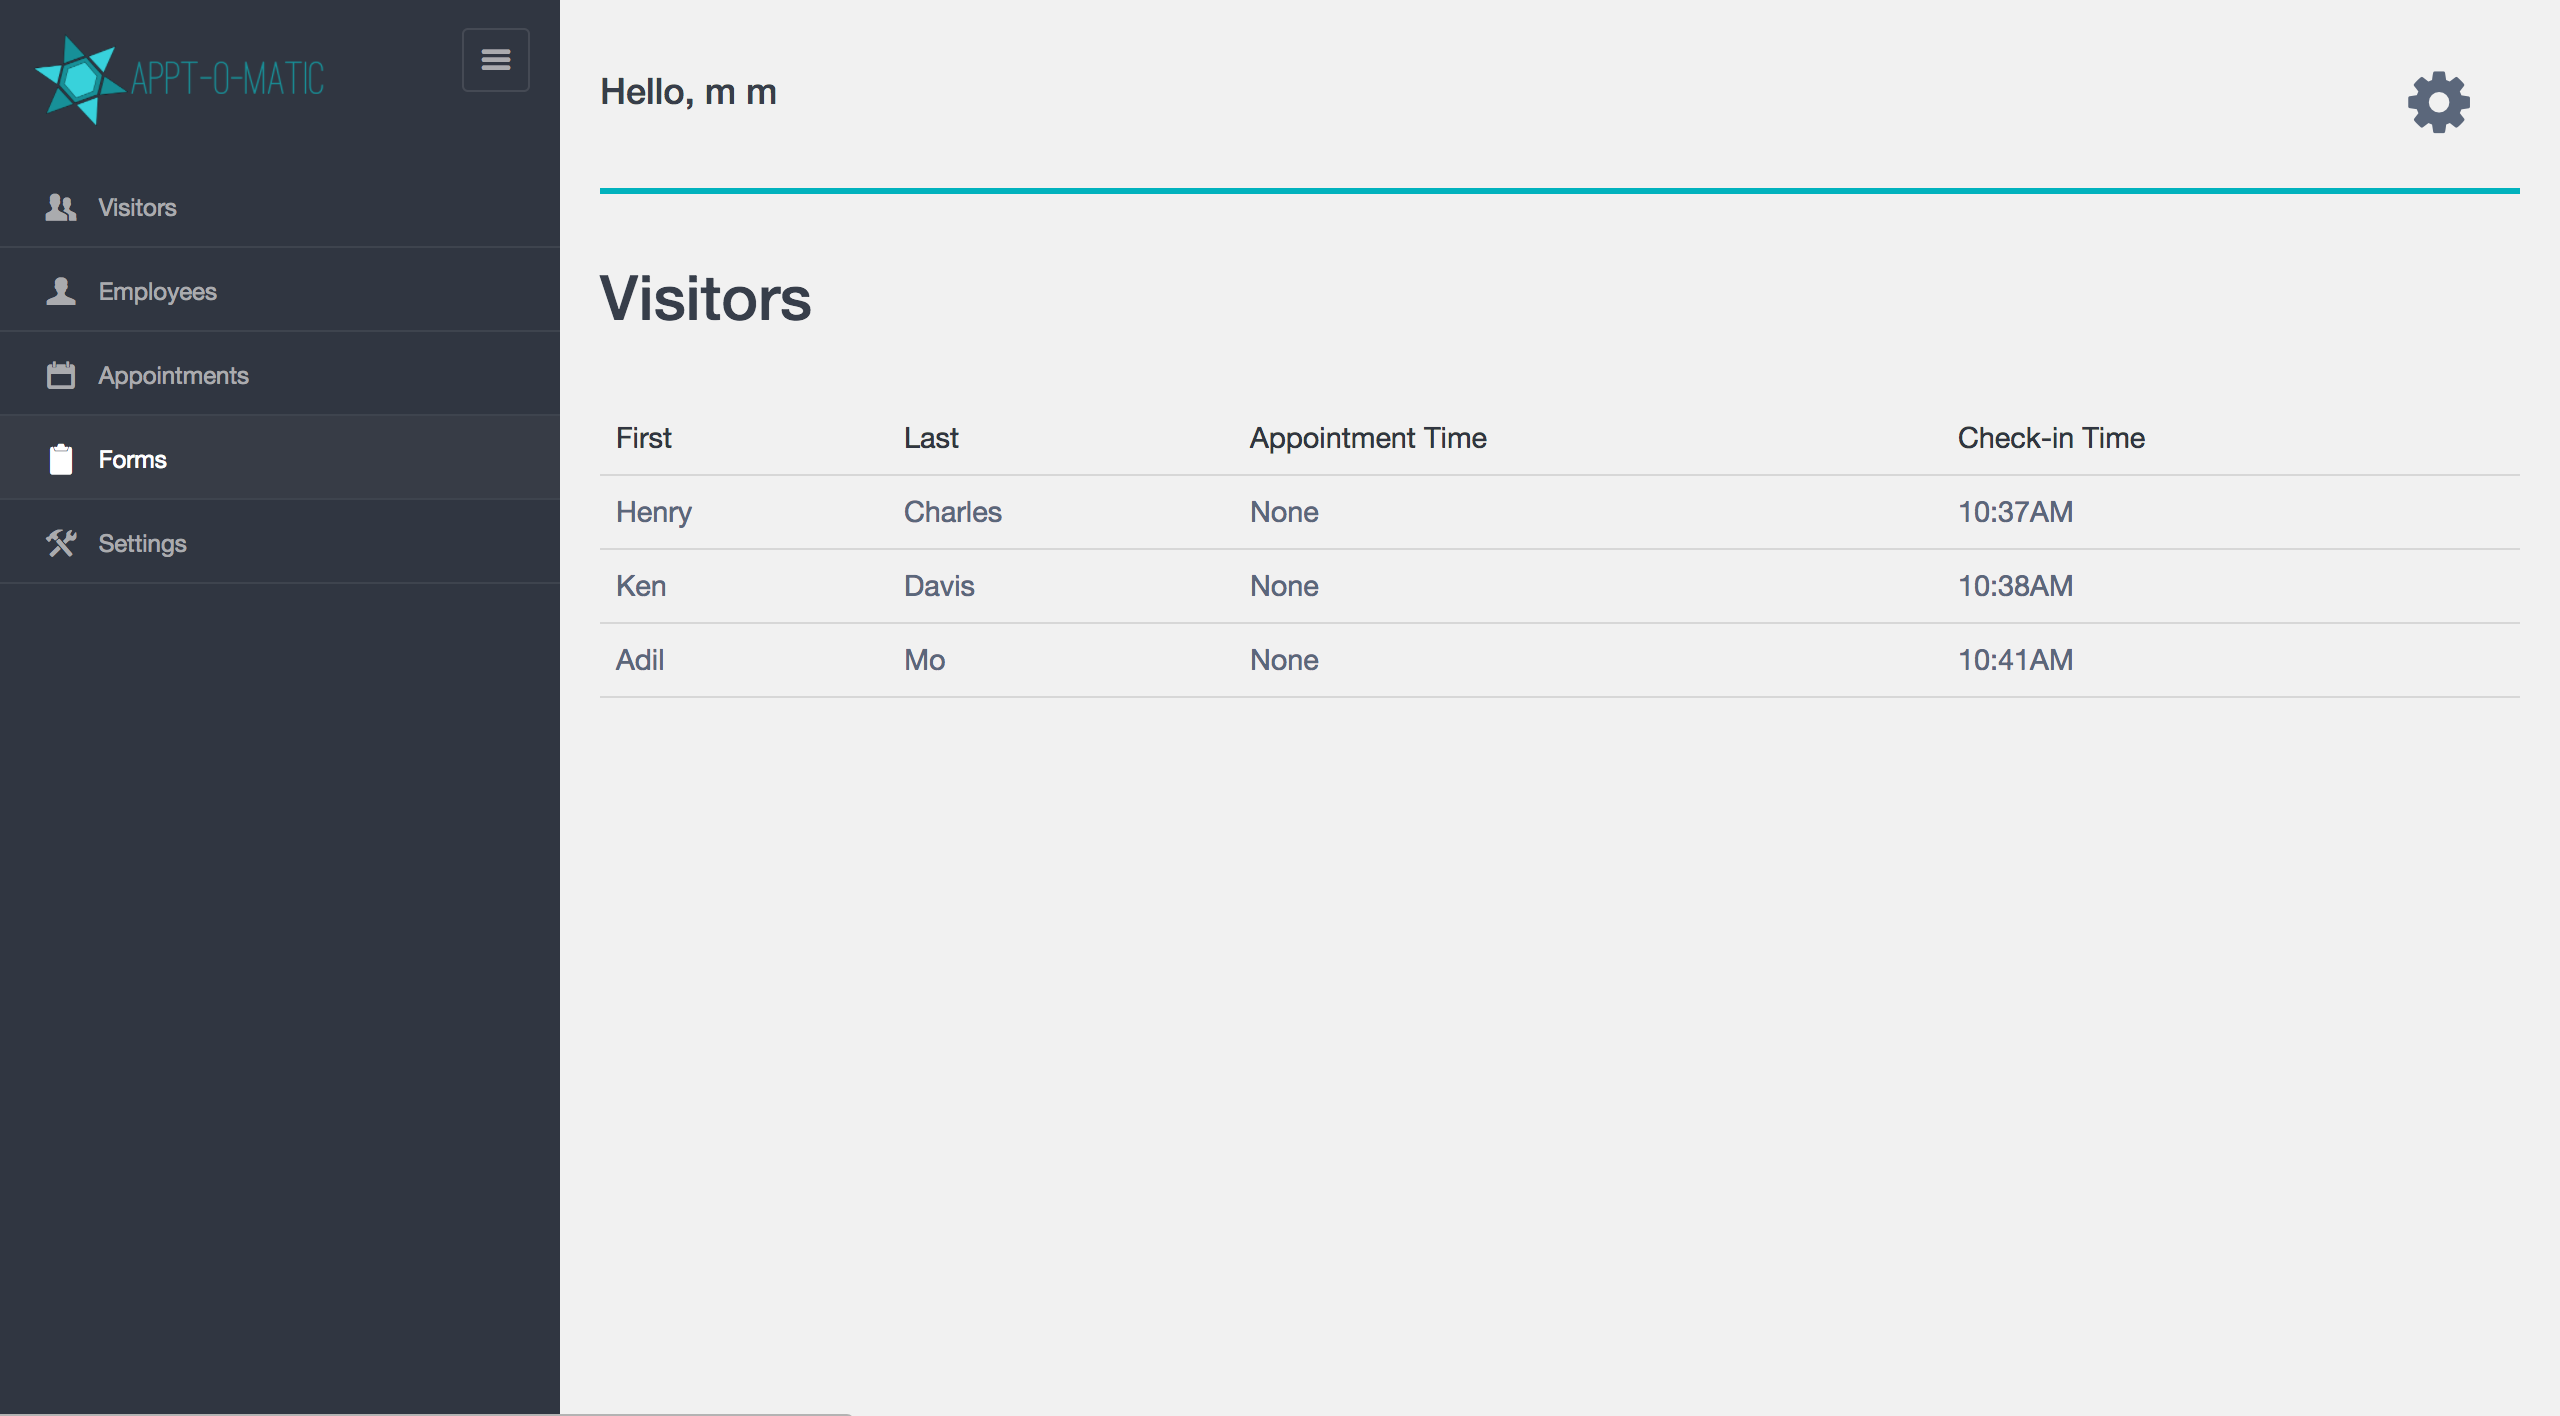 APPT-O-MATIC
Visitors
Employees
Appointments
Forms
Settings
Hello, m m
Visitors
First Last Appointment Time Check-in Time
Henry Charles None 10:37AM
Ken Davis None 10:38AM
Adil Mo None 10:41AM